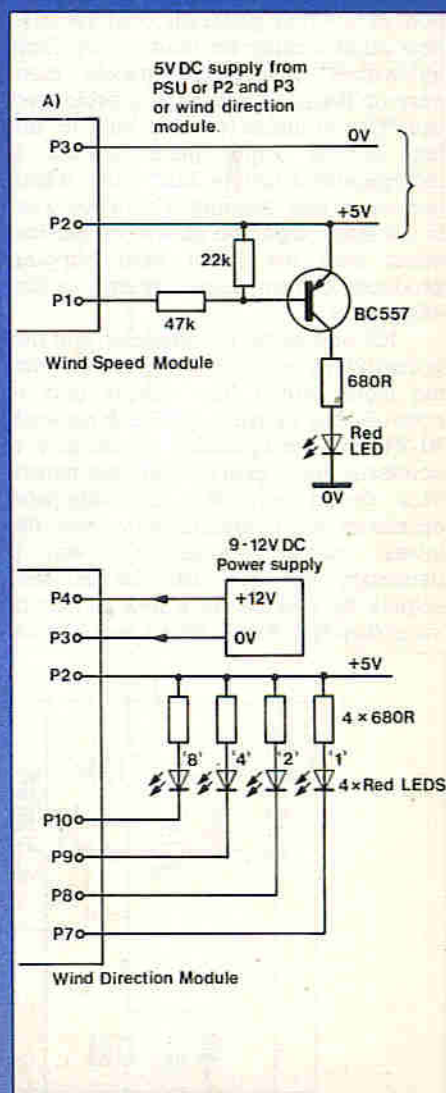 5V DC supply from
PSU or P2 and P3
or wind direction
module.
A)
P3
0V
P2
+5V
22k
P1
BC557
47k
Wind Speed Module
680R
Red
LED
0V
9-12V DC
Power supply
P4
+12V
P3
0V
P2
+5V
4 × 680R
'8' '4' '2' '1'
4×Red LEDS
P10
P9
P8
P7
Wind Direction Module